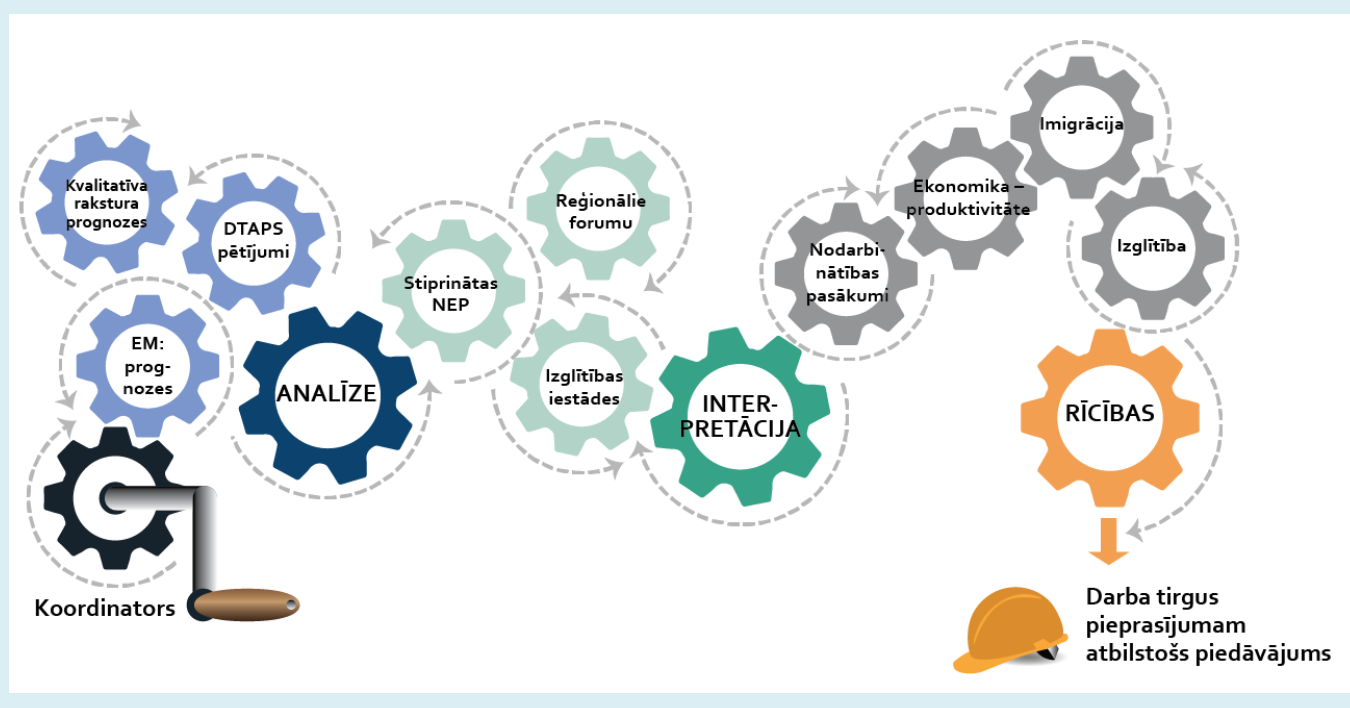 Kvalitatīva
rakstura
prognozes
DTAPS
pētījumi
EM:
prog-
nozes
ANALĪZE
Koordinators
Stiprinātas
NEP
Reģionālie
forumu
Izglītības
iestādes
INTER-
PRETĀCIJA
Nodarbi-
nātības
pasākumi
Ekonomika –
produktivitāte
Imigrācija
Izglītība
RĪCĪBAS
Darba tirgus
pieprasījumam
atbilstošs piedāvājums